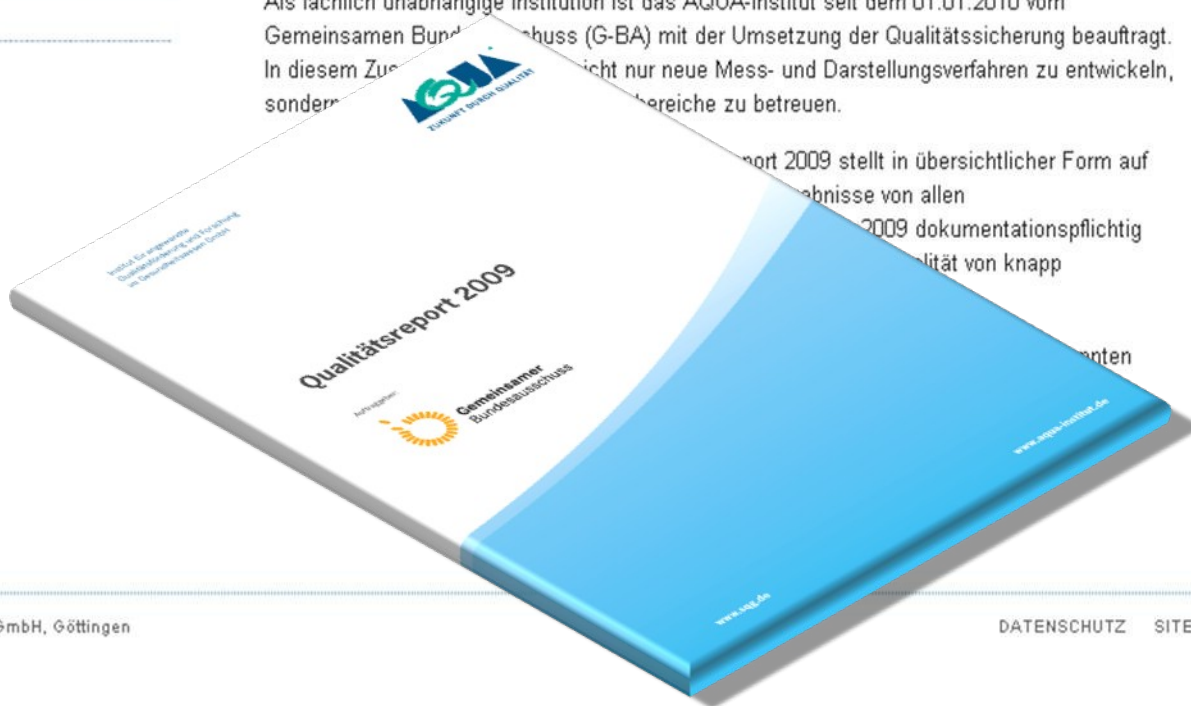 Als fachlich unabhängige Institution ist das AQUA-Institut seit dem 01.01.2010 vom
Gemeinsamen Bund chuss (G-BA) mit der Umsetzung der Qualitätssicherung beauftragt.
In diesem Zus icht nur neue Mess- und Darstellungsverfahren zu entwickeln,
sondern bereiche zu betreuen.
port 2009 stellt in übersichtlicher Form auf
ebnisse von allen
2009 dokumentationspflichtig
lität von knapp
nnten
AQUA
ZUKUNFT DURCH QUALITÄT
Institut für angewandte
Qualitätsförderung und Forschung
im Gesundheitswesen GmbH
Qualitätsreport 2009
Auftraggeber:
Gemeinsamer
Bundesausschuss
www.aqua-institut.de
www.sqg.de
GmbH, Göttingen
DATENSCHUTZ SITE